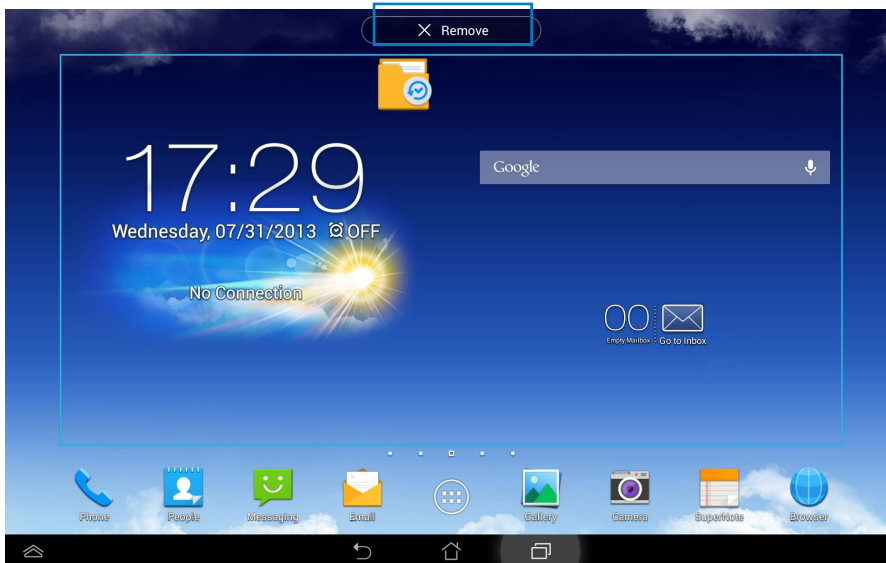 Remove
17:29
Google
Wednesday, 07/31/2013 OFF
No Connection
00
Empty Mailbox
Go to Inbox
Phone
People
Messaging
Email
Gallery
Camera
SuperNote
Browser